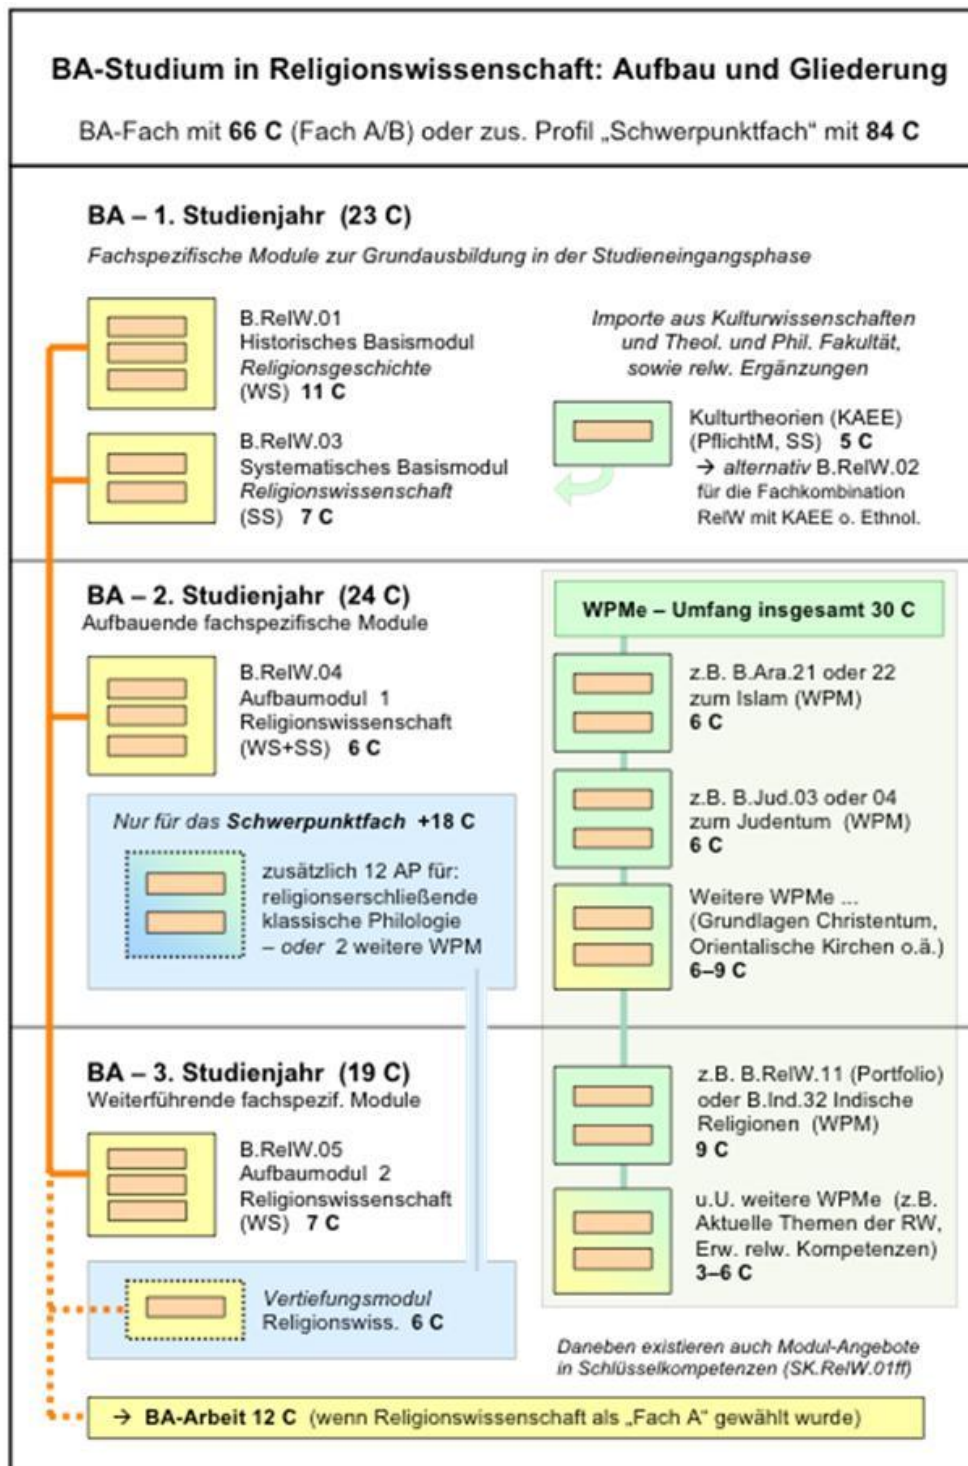 BA-Studium in Religionswissenschaft: Aufbau und Gliederung
BA-Fach mit 66 C (Fach A/B) oder zus. Profil „Schwerpunktfach“ mit 84 C
BA – 1. Studienjahr (23 C)
Fachspezifische Module zur Grundausbildung in der Studieneingangsphase
B.RelW.01
Historisches Basismodul
Religionsgeschichte
(WS) 11 C
B.RelW.03
Systematisches Basismodul
Religionswissenschaft
(SS) 7 C
Importe aus Kulturwissenschaften
und Theol. und Phil. Fakultät,
sowie relw. Ergänzungen
Kulturtheorien (KAEE)
(PflichtM, SS) 5 C
→ alternativ B.RelW.02
für die Fachkombination
RelW mit KAEE o. Ethnol.
BA – 2. Studienjahr (24 C)
Aufbauende fachspezifische Module
B.RelW.04
Aufbaumodul 1
Religionswissenschaft
(WS+SS) 6 C
Nur für das Schwerpunktfach +18 C
zusätzlich 12 AP für:
religionserschließende
klassische Philologie
– oder 2 weitere WPM
WPMe – Umfang insgesamt 30 C
z.B. B.Ara.21 oder 22
zum Islam (WPM)
6 C
z.B. B.Jud.03 oder 04
zum Judentum (WPM)
6 C
Weitere WPMe ...
(Grundlagen Christentum,
Orientalische Kirchen o.ä.)
6–9 C
BA – 3. Studienjahr (19 C)
Weiterführende fachspezif. Module
B.RelW.05
Aufbaumodul 2
Religionswissenschaft
(WS) 7 C
Vertiefungsmodul
Religionswiss. 6 C
z.B. B.RelW.11 (Portfolio)
oder B.Ind.32 Indische
Religionen (WPM)
9 C
u.U. weitere WPMe (z.B.
Aktuelle Themen der RW,
Erw. relw. Kompetenzen)
3–6 C
Daneben existieren auch Modul-Angebote
in Schlüsselkompetenzen (SK.RelW.01ff)
→ BA-Arbeit 12 C (wenn Religionswissenschaft als „Fach A“ gewählt wurde)